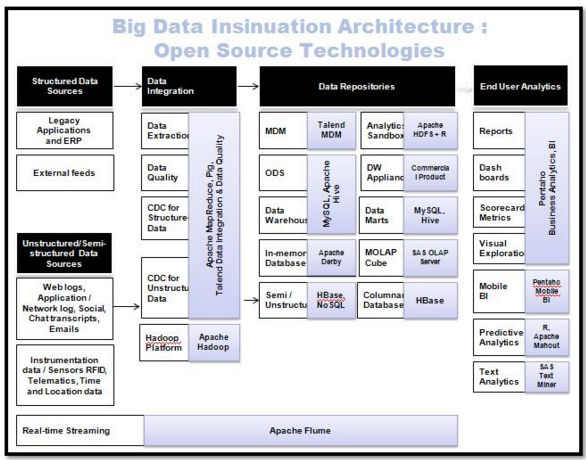 Big Data Insinuation Architecture :
Open Source Technologies
Structured Data
Sources
Data
Integration
Data Repositories
End User Analytics
Legacy
Applications
and ERP
External feeds
Unstructured/Semi-
structured Data
Sources
Web logs,
Application /
Network log, Social,
Chat transcripts,
Emails
Instrumentation
data / Sensors RFID,
Telematics, Time
and Location data
Data
Extraction
Data
Quality
CDC for
Structure
Data
CDC for
Unstructu
Data
Apache MapReduce, Pig,
Talend Data Integration & Data Quality
Hadoop
Platform
Apache
Hadoop
MDM
Talend
MDM
ODS
Data
Warehous
MySQL, Apache
Hive
In-memor
Database
Apache
Derby
Semi /
Unstructu
HBase,
NoSQL
Analytics
Sandbox
Apache
HDFS + R
DW
Applianc
Commercia
l Product
Data
Marts
MySQL,
Hive
MOLAP
Cube
SAS OLAP
Server
Columnar
Database
HBase
Reports
Dash
boards
Scorecard
Metrics
Visual
Exploratio
Pentaho
Business Analytics, BI
Mobile
BI
Pentaho
Mobile
BI
Predictive
Analytics
R,
Apache
Mahout
Text
Analytics
SAS
Text
Miner
Real-time Streaming
Apache Flume